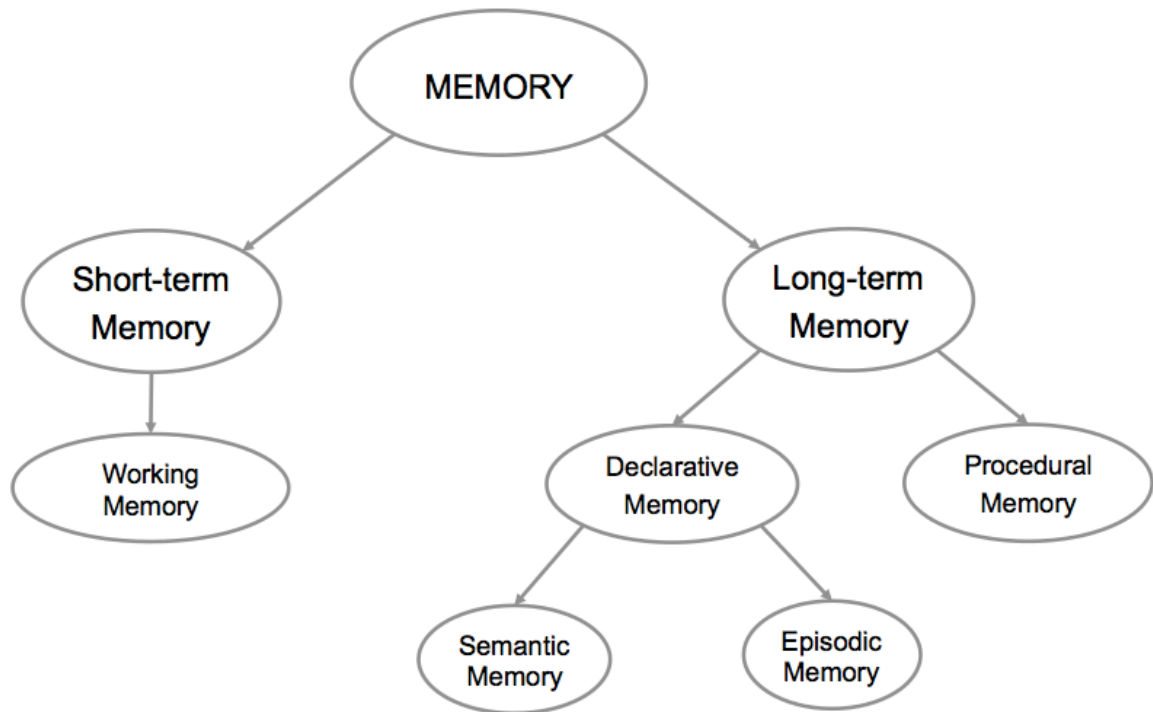 MEMORY
Short-term
Memory
Long-term
Memory
Working
Memory
Declarative
Memory
Procedural
Memory
Semantic
Memory
Episodic
Memory